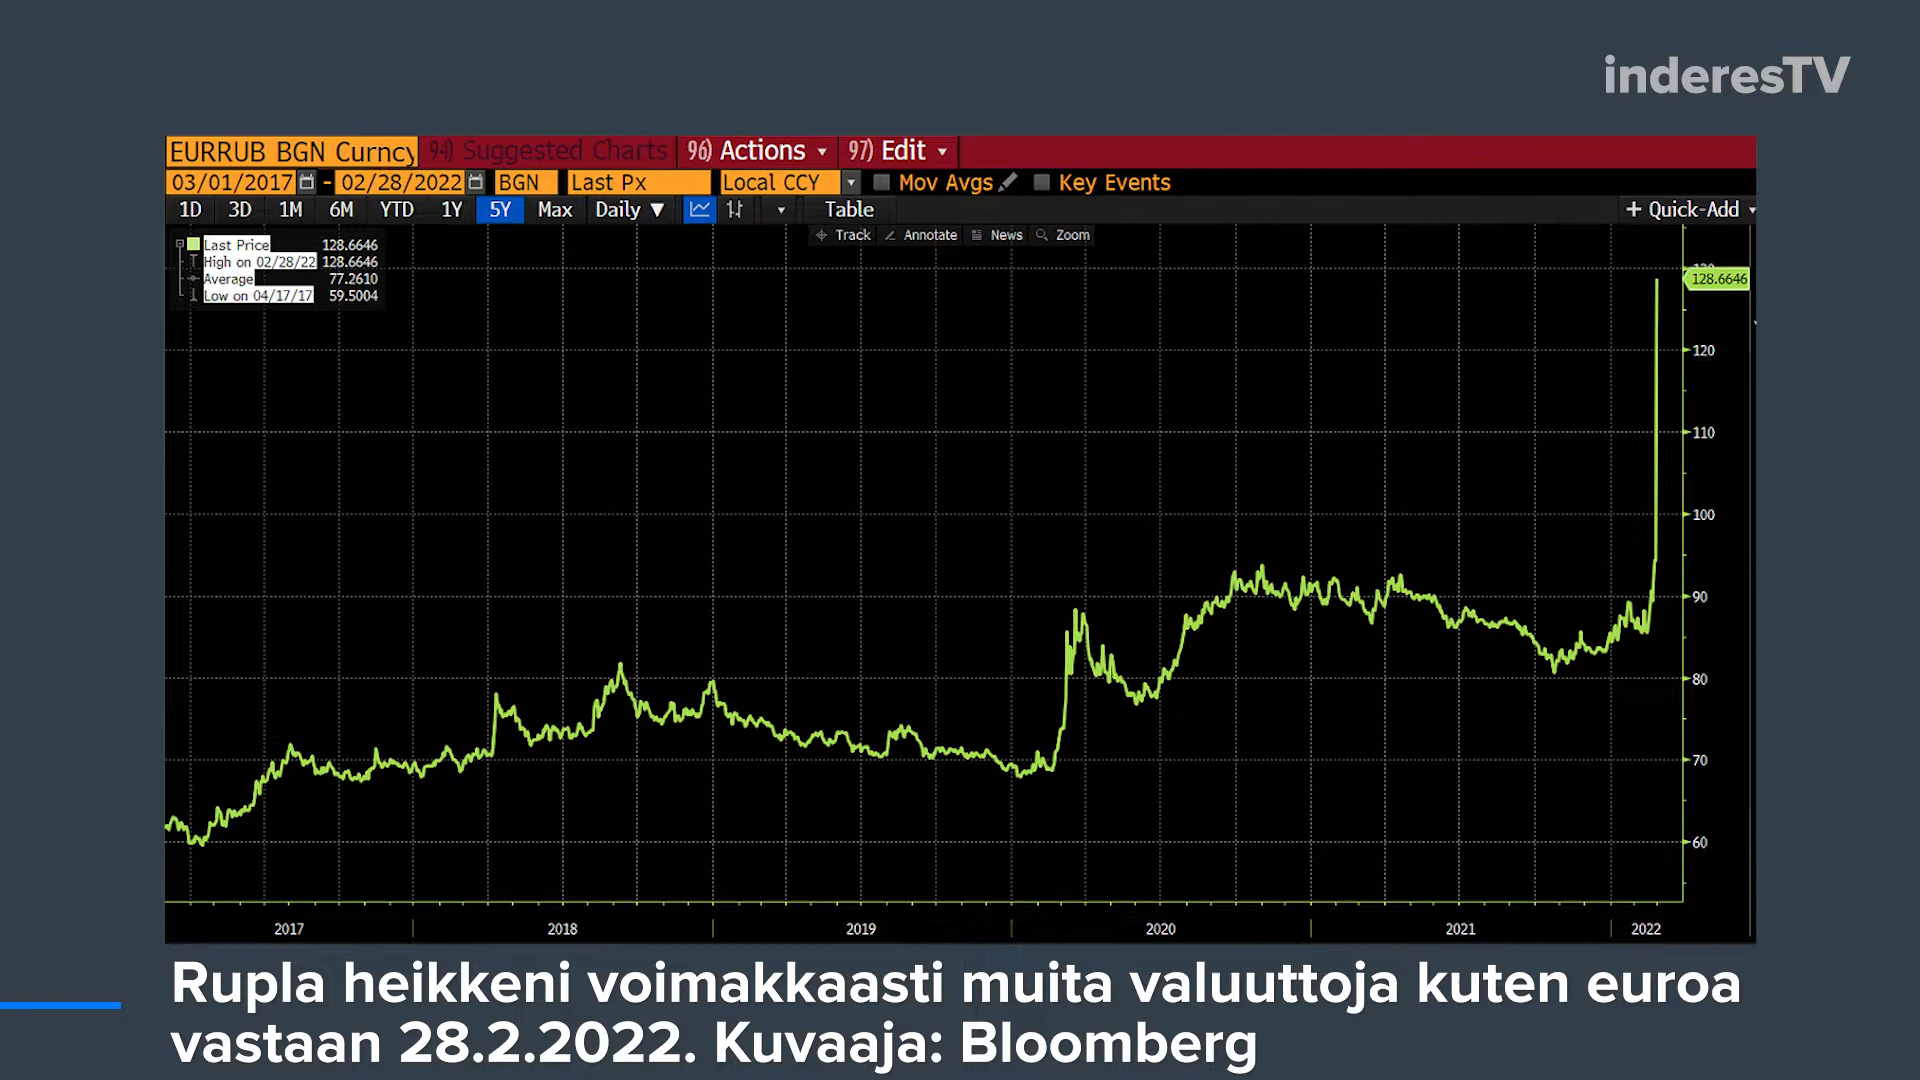 inderesTV
EURRUB BGN Curncy 94) Suggested Charts 96) Actions 97) Edit
03/01/2017 - 02/28/2022 BGN Last Px Local CCY Mov Avgs Key Events
1D 3D 1M 6M YTD 1Y 5Y Max Daily Table + Quick-Add
Track Annotate News Zoom
Last Price 128.6646
High on 02/28/22 128.6646
Average 77.2610
Low on 04/17/17 59.5004
128.6646
120
110
100
90
80
70
60
2017 2018 2019 2020 2021 2022
Rupla heikkeni voimakkaasti muita valuuttoja kuten euroa
vastaan 28.2.2022. Kuvaaja: Bloomberg